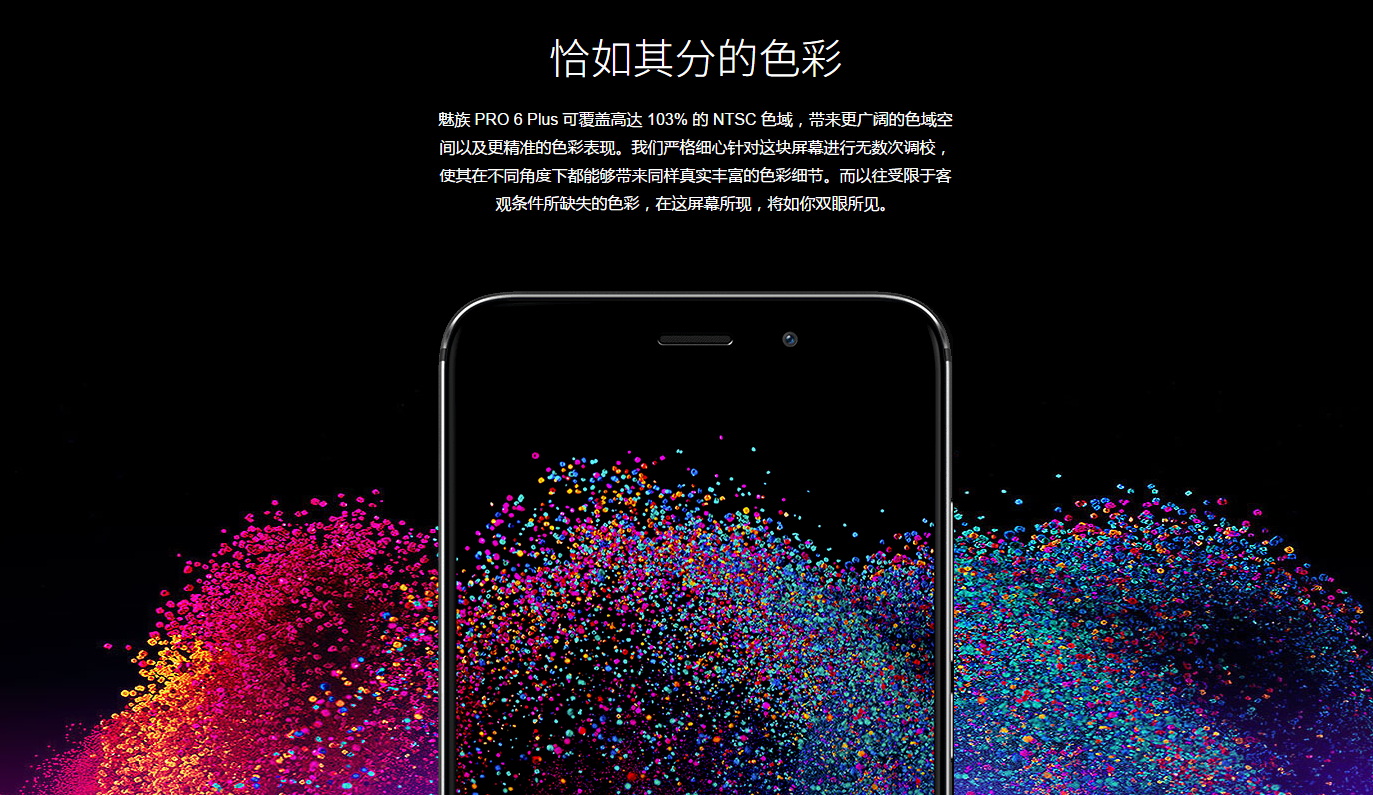 恰如其分的色彩
魅族 PRO 6 Plus 可覆盖高达 103% 的 NTSC 色域，带来更广阔的色域空
间以及更精准的色彩表现。我们严格细心针对这块屏幕进行无数次调校，
使其在不同角度下都能够带来同样真实丰富的色彩细节。而以往受限于客
观条件所缺失的色彩，在这屏幕所现，将如你双眼所见。